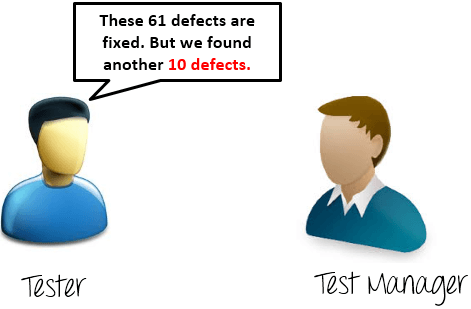 These 61 defects are
fixed. But we found
another 10 defects.
Tester
Test Manager